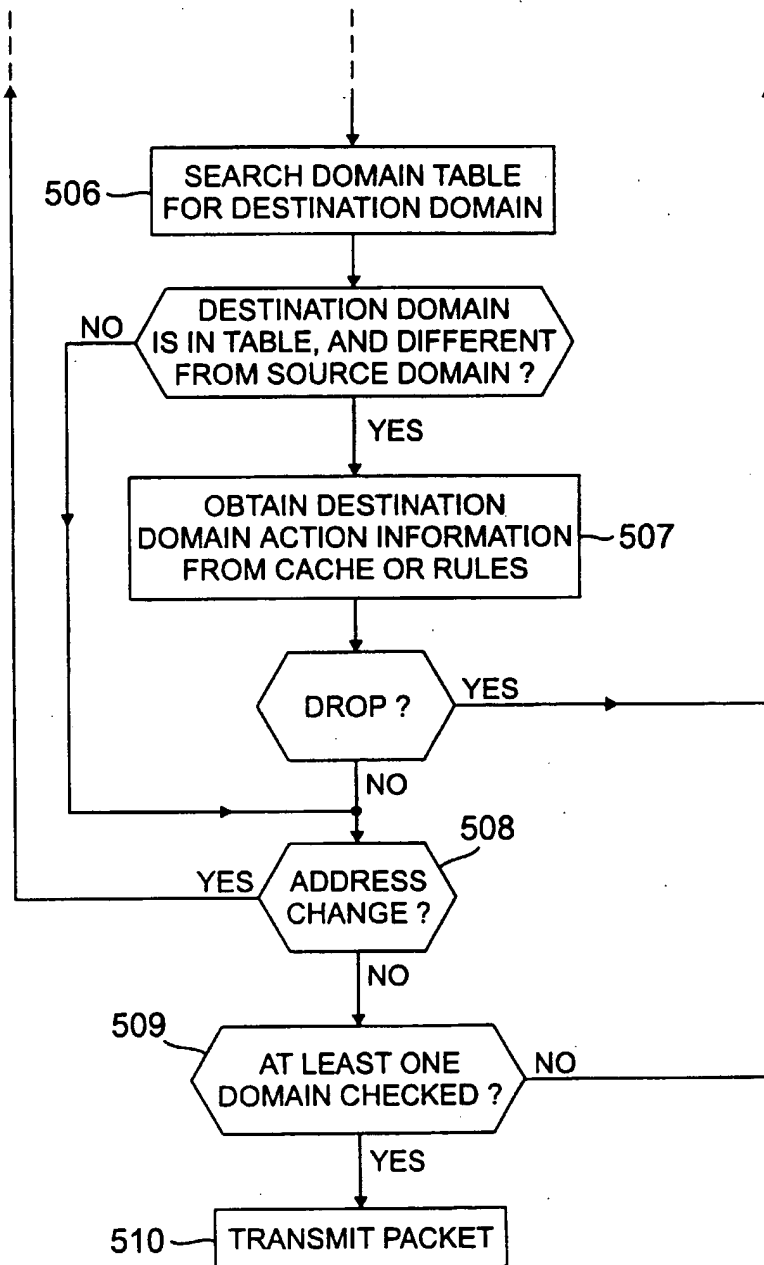 506
SEARCH DOMAIN TABLE
FOR DESTINATION DOMAIN
NO
DESTINATION DOMAIN
IS IN TABLE, AND DIFFERENT
FROM SOURCE DOMAIN ?
YES
OBTAIN DESTINATION
DOMAIN ACTION INFORMATION
FROM CACHE OR RULES
507
DROP ?
YES
NO
508
YES
ADDRESS
CHANGE ?
NO
509
AT LEAST ONE
DOMAIN CHECKED ?
NO
YES
510
TRANSMIT PACKET